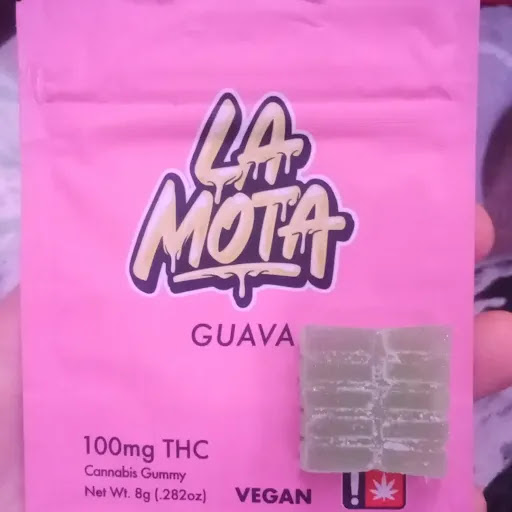 LA
MOTA
GUAVA
100mg THC
Cannabis Gummy
Net Wt. 8g (.282oz)
VEGAN
!